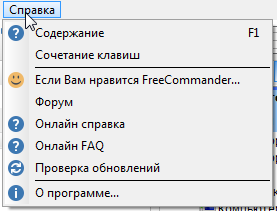 Справка
Содержание F1
Сочетание клавиш
Если Вам нравится FreeCommander...
Форум
Онлайн справка
Онлайн FAQ
Проверка обновлений
О программе...